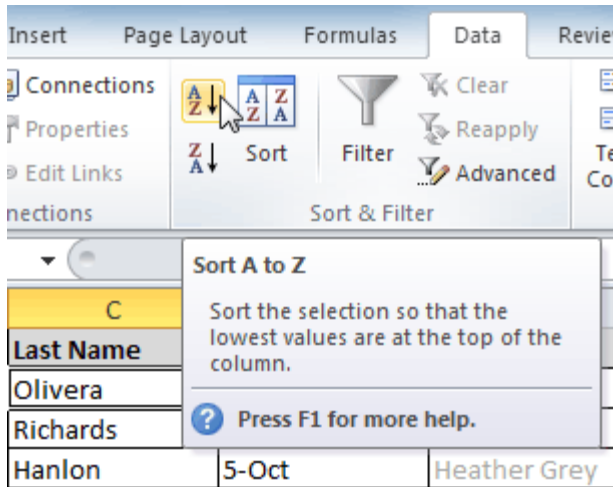 Insert Page Layout Formulas Data Review
Connections
Properties
Edit Links
Sort
Filter
Clear
Reapply
Advanced
Sort & Filter
Sort A to Z
Sort the selection so that the
lowest values are at the top of the
column.
Press F1 for more help.
C
Last Name
Olivera
Richards
Hanlon 5-Oct Heather Grey